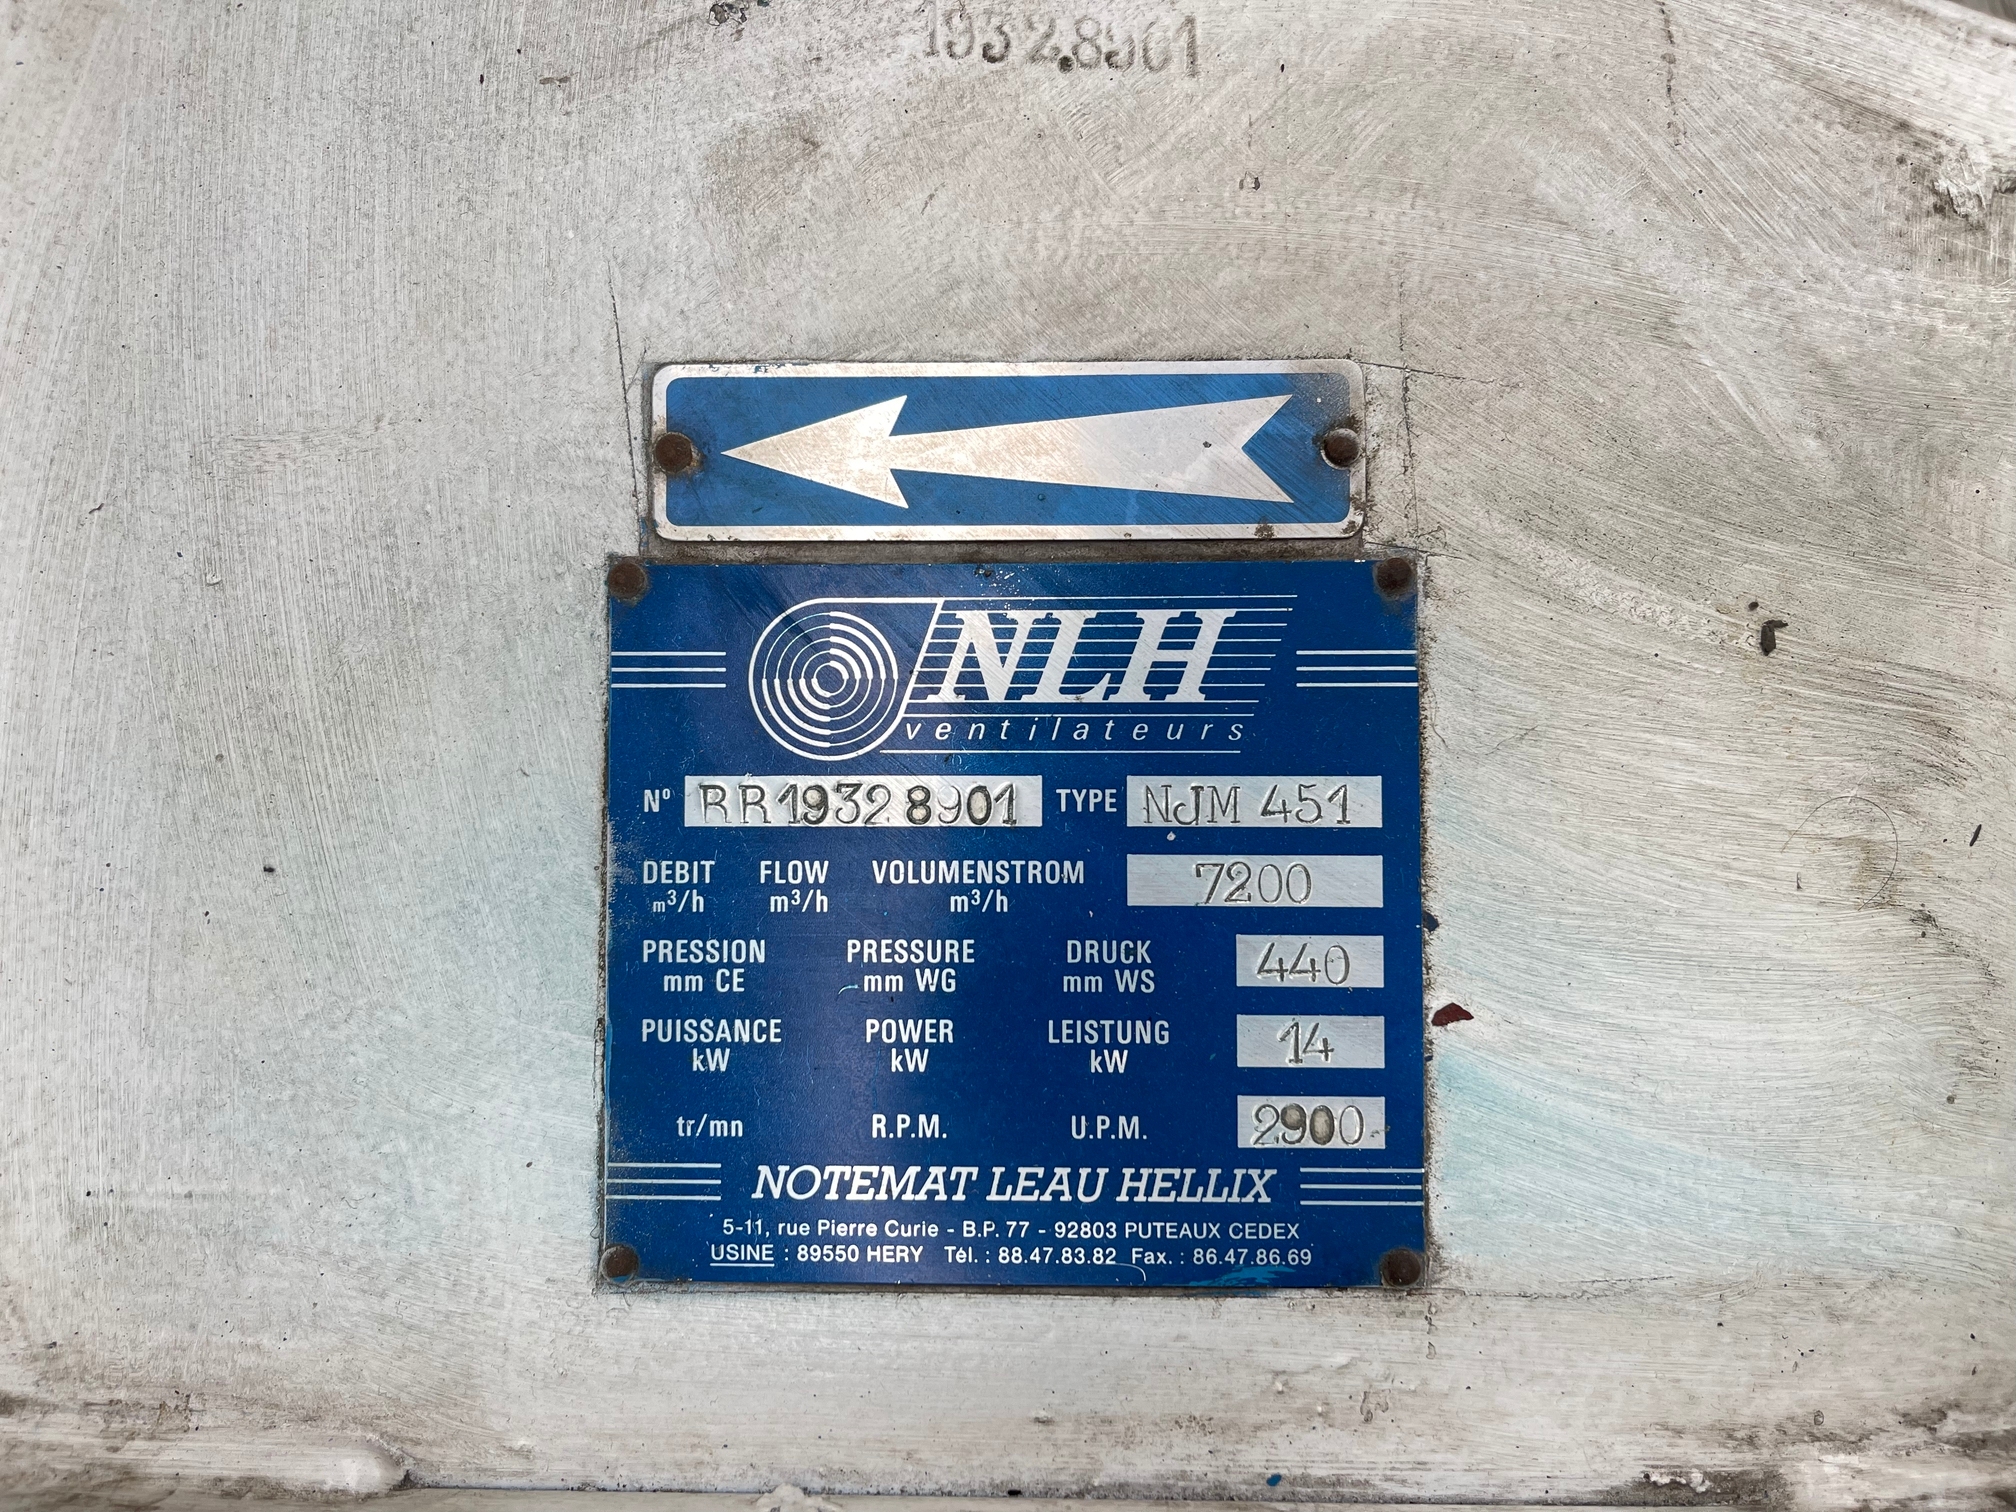 1932.8901
NLH
ventilateurs
N° RR1932 8901 TYPE NJM 451
DEBIT FLOW VOLUMENSTROM 7200
m³/h m³/h m³/h
PRESSION PRESSURE DRUCK 440
mm CE mm WG mm WS
PUISSANCE POWER LEISTUNG 14
kW kW kW
tr/mn R.P.M. U.P.M. 2900
NOTEMAT LEAU HELLIX
5-11, rue Pierre Curie - B.P. 77 - 92803 PUTEAUX CEDEX
USINE : 89550 HERY Tél. : 88.47.83.82 Fax. : 86.47.86.69